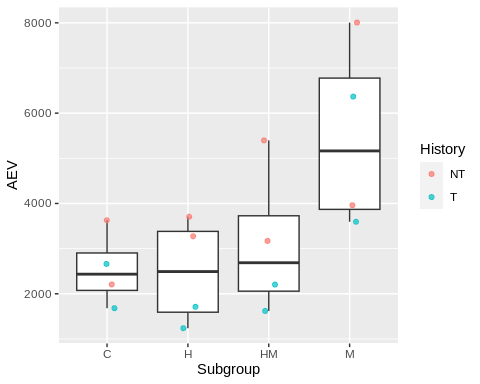 8000
6000
4000
2000
AEV
C
H
HM
M
Subgroup
History
NT
T